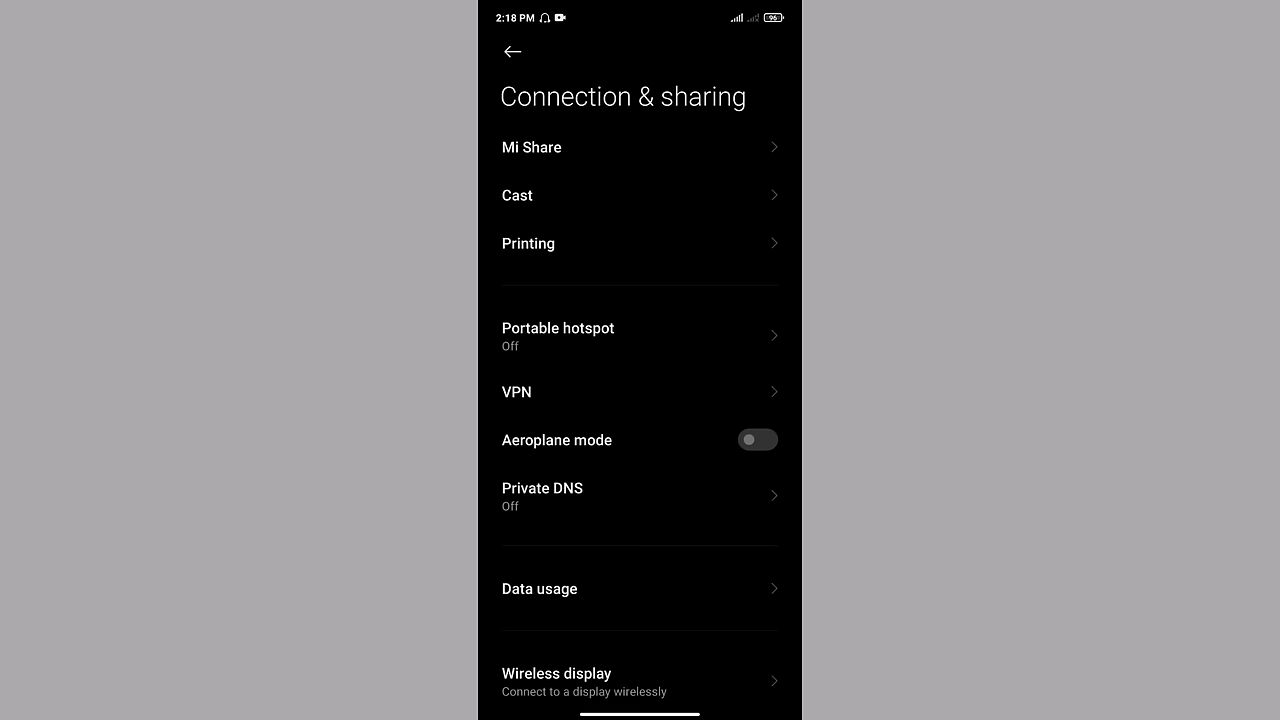 2:18 PM 96
Connection & sharing
Mi Share
Cast
Printing
Portable hotspot
Off
VPN
Aeroplane mode
Private DNS
Off
Data usage
Wireless display
Connect to a display wirelessly